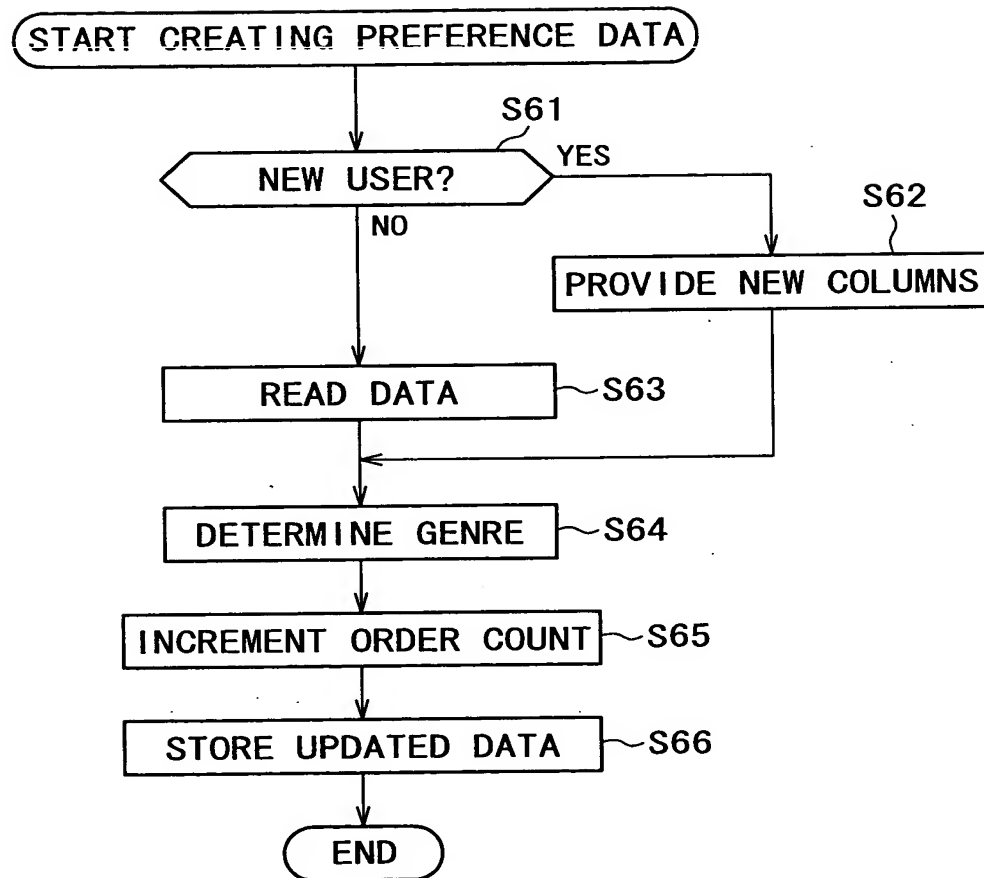 START CREATING PREFERENCE DATA
S61
NEW USER?
YES
NO
S62
PROVIDE NEW COLUMNS
READ DATA
S63
DETERMINE GENRE
S64
INCREMENT ORDER COUNT
S65
STORE UPDATED DATA
S66
END